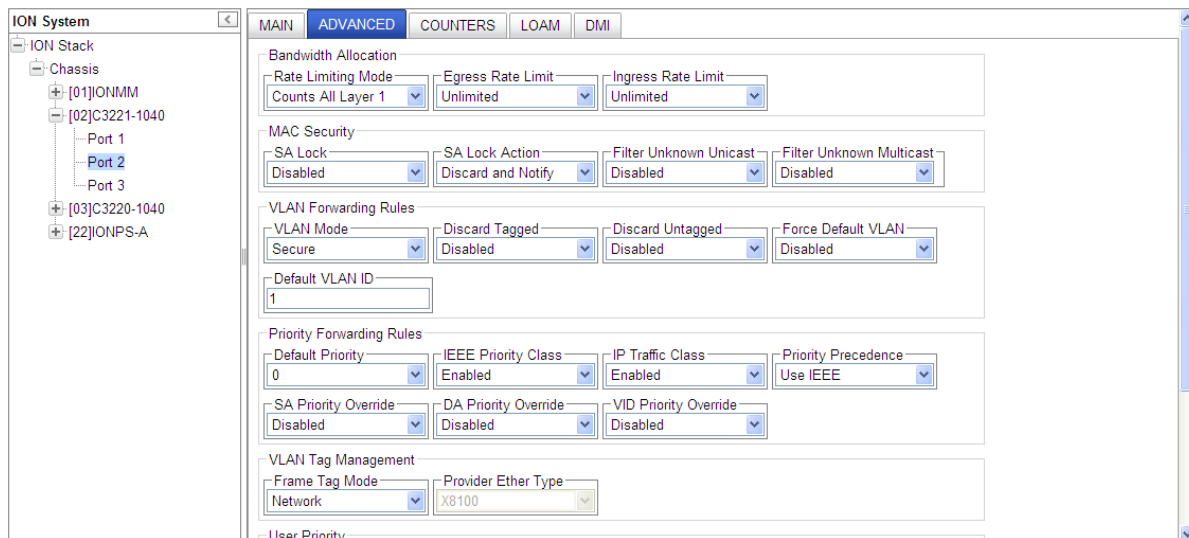 ION System
<
ION Stack
Chassis
[01]IONMM
[02]C3221-1040
Port 1
Port 2
Port 3
[03]C3220-1040
[22]IONPS-A
MAIN ADVANCED COUNTERS LOAM DMI
Bandwidth Allocation
Rate Limiting Mode Egress Rate Limit Ingress Rate Limit
Counts All Layer 1 Unlimited Unlimited
MAC Security
SA Lock SA Lock Action Filter Unknown Unicast Filter Unknown Multicast
Disabled Discard and Notify Disabled Disabled
VLAN Forwarding Rules
VLAN Mode Discard Tagged Discard Untagged Force Default VLAN
Secure Disabled Disabled Disabled
Default VLAN ID
1
Priority Forwarding Rules
Default Priority IEEE Priority Class IP Traffic Class Priority Precedence
0 Enabled Enabled Use IEEE
SA Priority Override DA Priority Override VID Priority Override
Disabled Disabled Disabled
VLAN Tag Management
Frame Tag Mode Provider Ether Type
Network X8100
User Priority